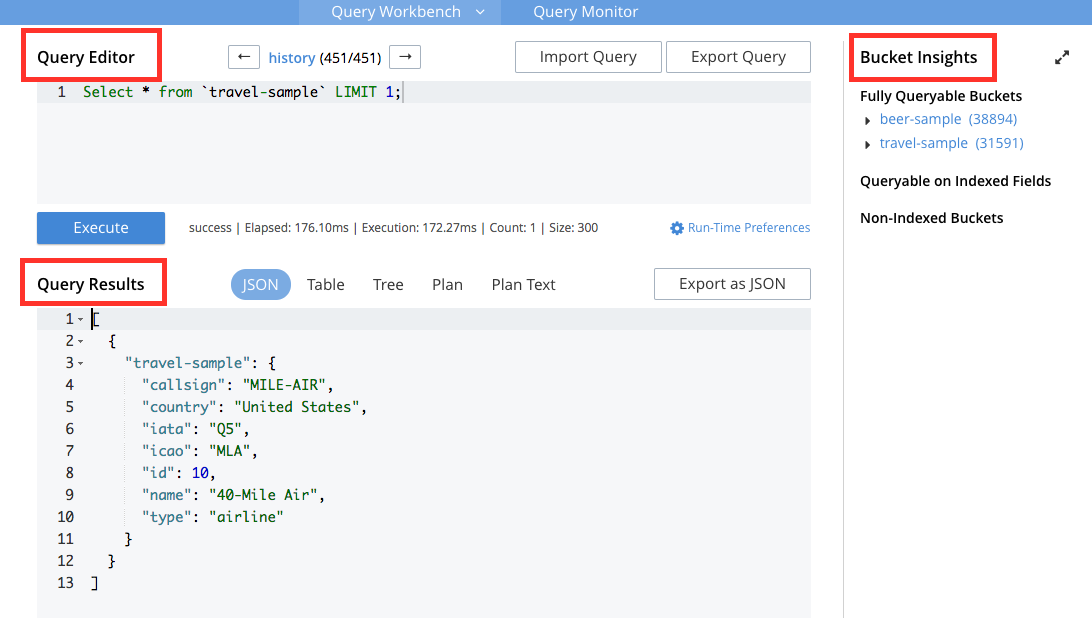 Query Workbench Query Monitor
Query Editor ← history (451/451) → Import Query Export Query
1 Select * from `travel-sample` LIMIT 1;
Execute success | Elapsed: 176.10ms | Execution: 172.27ms | Count: 1 | Size: 300 Run-Time Preferences
Query Results JSON Table Tree Plan Plan Text Export as JSON
1 [
2 {
3 "travel-sample": {
4 "callsign": "MILE-AIR",
5 "country": "United States",
6 "iata": "Q5",
7 "icao": "MLA",
8 "id": 10,
9 "name": "40-Mile Air",
10 "type": "airline"
11 }
12 }
13 ]
Bucket Insights
Fully Queryable Buckets
beer-sample (38894)
travel-sample (31591)
Queryable on Indexed Fields
Non-Indexed Buckets